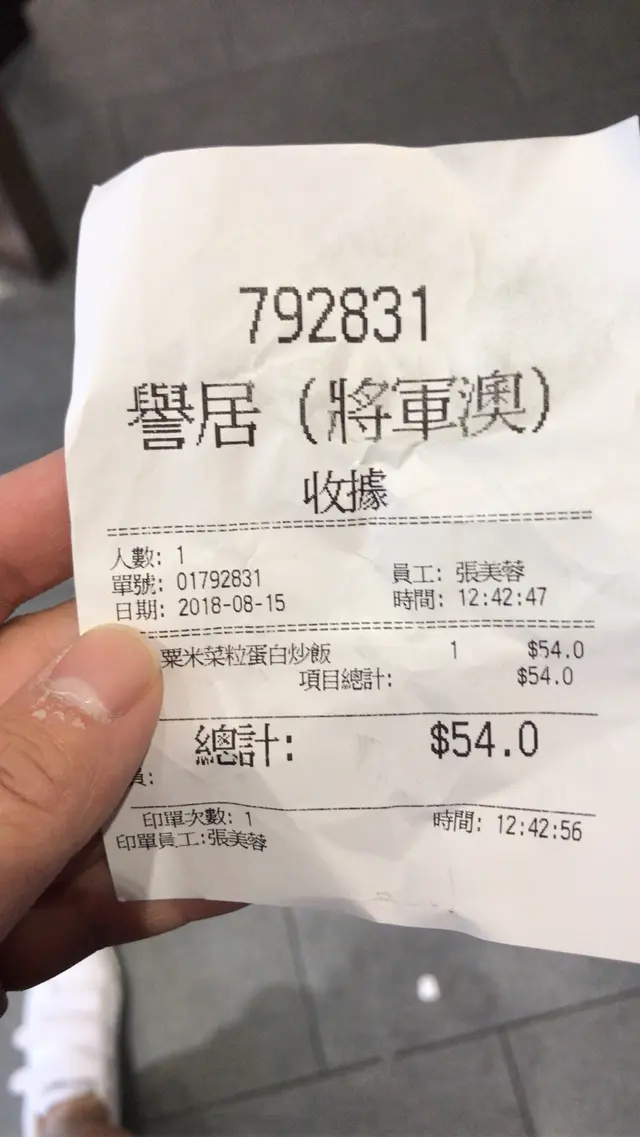 792831
譽居 (將軍澳)
收據
人數: 1
單號: 01792831 員工: 張美蓉
日期: 2018-08-15 時間: 12:42:47
粟米菜粒蛋白炒飯 1 $54.0
項目總計: $54.0
總計: $54.0
員:
印單次數: 1 時間: 12:42:56
印單員工:張美蓉